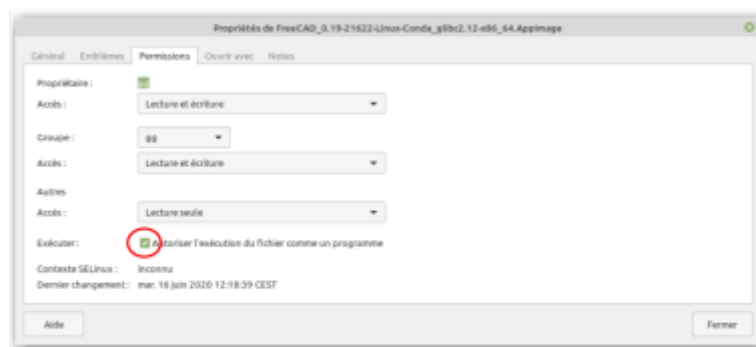 Propriétés de FreeCAD_0.19-21622-Linux-Conda_glibc2.12-x86_64.AppImage
Général Emblèmes Permissions Ouvrir avec Notes
Propriétaire :
Accès : Lecture et écriture
Groupe : gg
Accès : Lecture et écriture
Autres
Accès : Lecture seule
Exécuter : Autoriser l'exécution du fichier comme un programme
Contexte SELinux : inconnu
Dernier changement : mar. 16 juin 2020 12:18:39 CEST
Aide Fermer